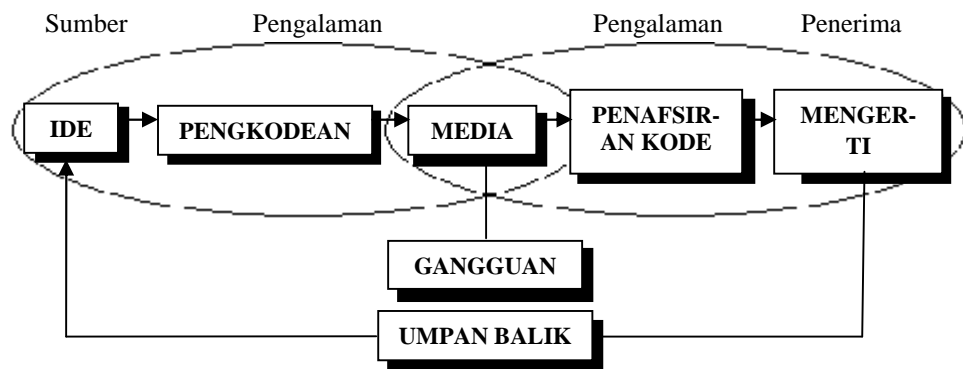 Sumber Pengalaman Pengalaman Penerima
IDE
PENGKODEAN
MEDIA
PENAFSIR-
AN KODE
MENGER-
TI
GANGGUAN
UMPAN BALIK